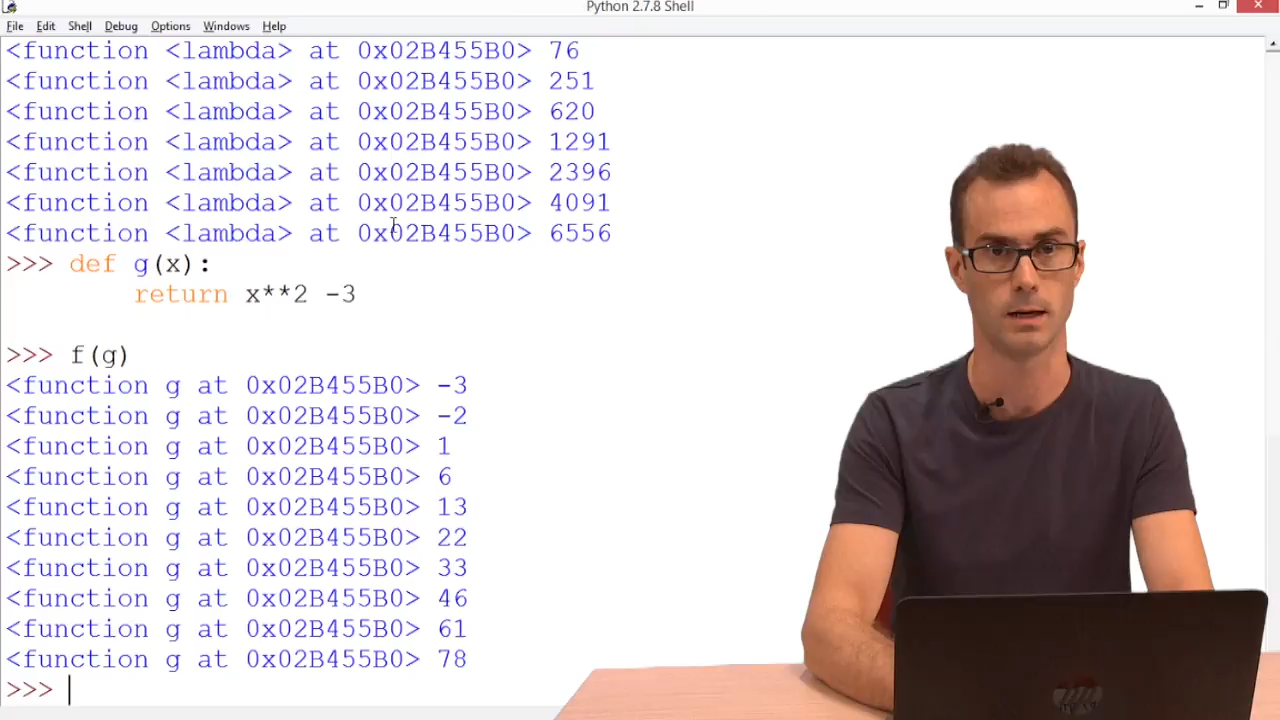 Python 2.7.8 Shell
File Edit Shell Debug Options Windows Help
<function <lambda> at 0x02B455B0> 76
<function <lambda> at 0x02B455B0> 251
<function <lambda> at 0x02B455B0> 620
<function <lambda> at 0x02B455B0> 1291
<function <lambda> at 0x02B455B0> 2396
<function <lambda> at 0x02B455B0> 4091
<function <lambda> at 0x02B455B0> 6556
>>> def g(x):
return x**2 -3
>>> f(g)
<function g at 0x02B455B0> -3
<function g at 0x02B455B0> -2
<function g at 0x02B455B0> 1
<function g at 0x02B455B0> 6
<function g at 0x02B455B0> 13
<function g at 0x02B455B0> 22
<function g at 0x02B455B0> 33
<function g at 0x02B455B0> 46
<function g at 0x02B455B0> 61
<function g at 0x02B455B0> 78
>>>